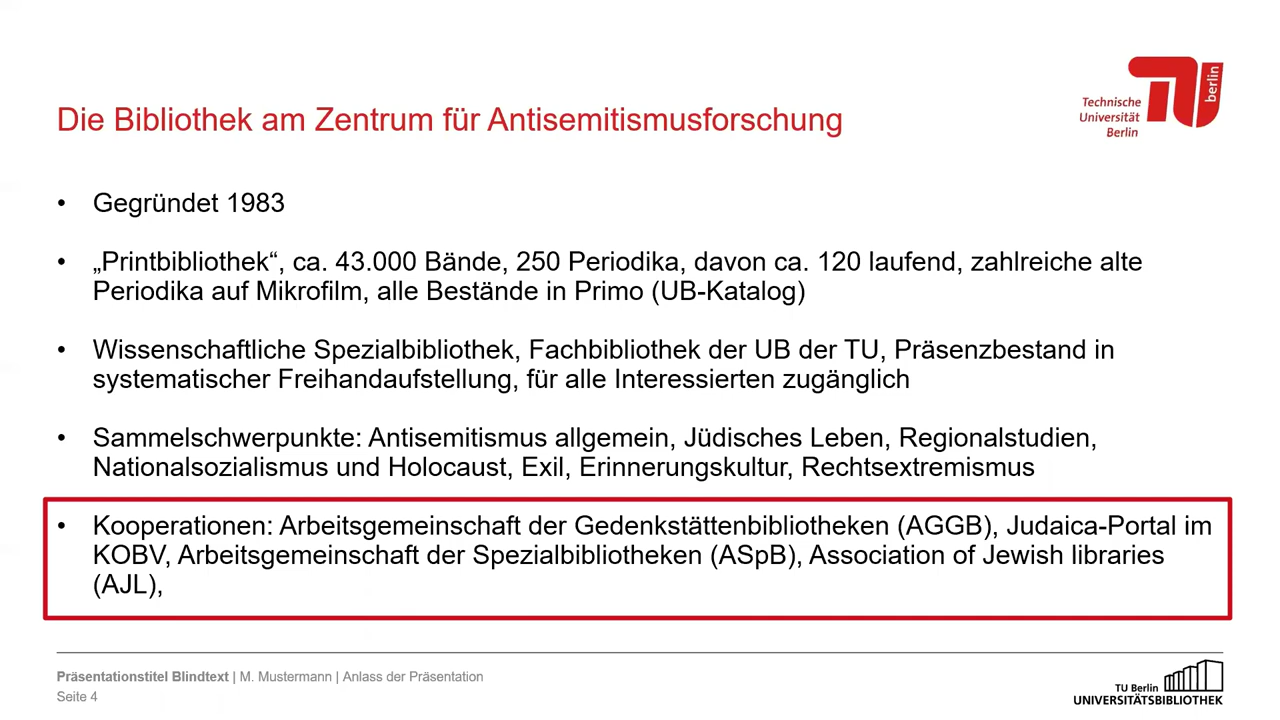 Technische
Universität
Berlin
berlin
Die Bibliothek am Zentrum für Antisemitismusforschung
• Gegründet 1983
• „Printbibliothek“, ca. 43.000 Bände, 250 Periodika, davon ca. 120 laufend, zahlreiche alte
Periodika auf Mikrofilm, alle Bestände in Primo (UB-Katalog)
• Wissenschaftliche Spezialbibliothek, Fachbibliothek der UB der TU, Präsenzbestand in
systematischer Freihandaufstellung, für alle Interessierten zugänglich
• Sammelschwerpunkte: Antisemitismus allgemein, Jüdisches Leben, Regionalstudien,
Nationalsozialismus und Holocaust, Exil, Erinnerungskultur, Rechtsextremismus
• Kooperationen: Arbeitsgemeinschaft der Gedenkstättenbibliotheken (AGGB), Judaica-Portal im
KOBV, Arbeitsgemeinschaft der Spezialbibliotheken (ASpB), Association of Jewish libraries
(AJL),
Präsentationstitel Blindtext | M. Mustermann | Anlass der Präsentation
Seite 4
TU Berlin
UNIVERSITÄTSBIBLIOTHEK